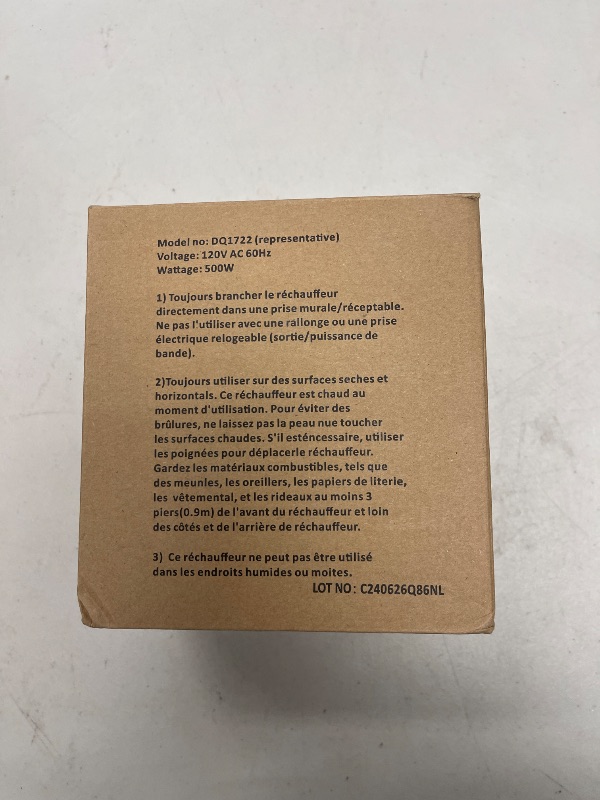 Model no: DQ1722 (representative)
Voltage: 120V AC 60Hz
Wattage: 500W
1) Toujours brancher le réchauffeur
directement dans une prise murale/réceptable.
Ne pas l'utiliser avec une rallonge ou une prise
électrique relogeable (sortie/puissance de
bande).
2)Toujours utiliser sur des surfaces seches et
horizontals. Ce réchauffeur est chaud au
moment d'utilisation. Pour éviter des
brûlures, ne laissez pas la peau nue toucher
les surfaces chaudes. S'il esténcessaire, utiliser
les poignées pour déplacerle réchauffeur.
Gardez les matériaux combustibles, tels que
des meunles, les oreillers, les papiers de literie,
les vêtemental, et les rideaux au moins 3
piers(0.9m) de l'avant du réchauffeur et loin
des côtés et de l'arrière de réchauffeur.
3) Ce réchauffeur ne peut pas être utilisé
dans les endroits humides ou moites.
LOT NO: C240626Q86NL